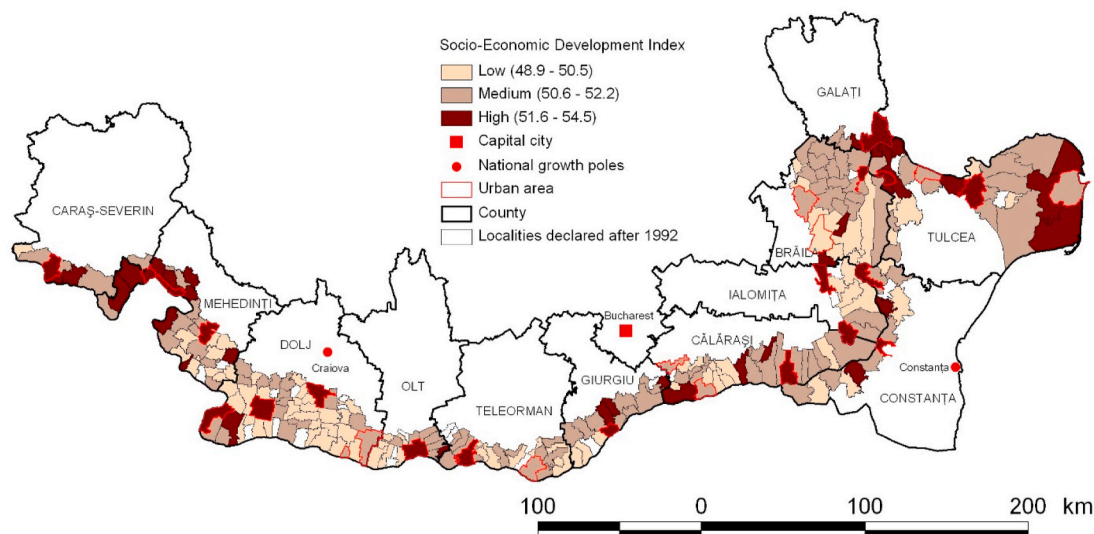 Socio-Economic Development Index
Low (48.9 - 50.5)
Medium (50.6 - 52.2)
High (51.6 - 54.5)
Capital city
National growth poles
Urban area
County
Localities declared after 1992
GALAȚI
CARAȘ-SEVERIN
TULCEA
BRĂILA
MEHEDINȚI
IALOMIȚA
Bucharest
DOLJ
CĂLĂRAȘI
Craiova
Constanța
GIURGIU
OLT
CONSTANȚA
TELEORMAN
100 0 100 200 km